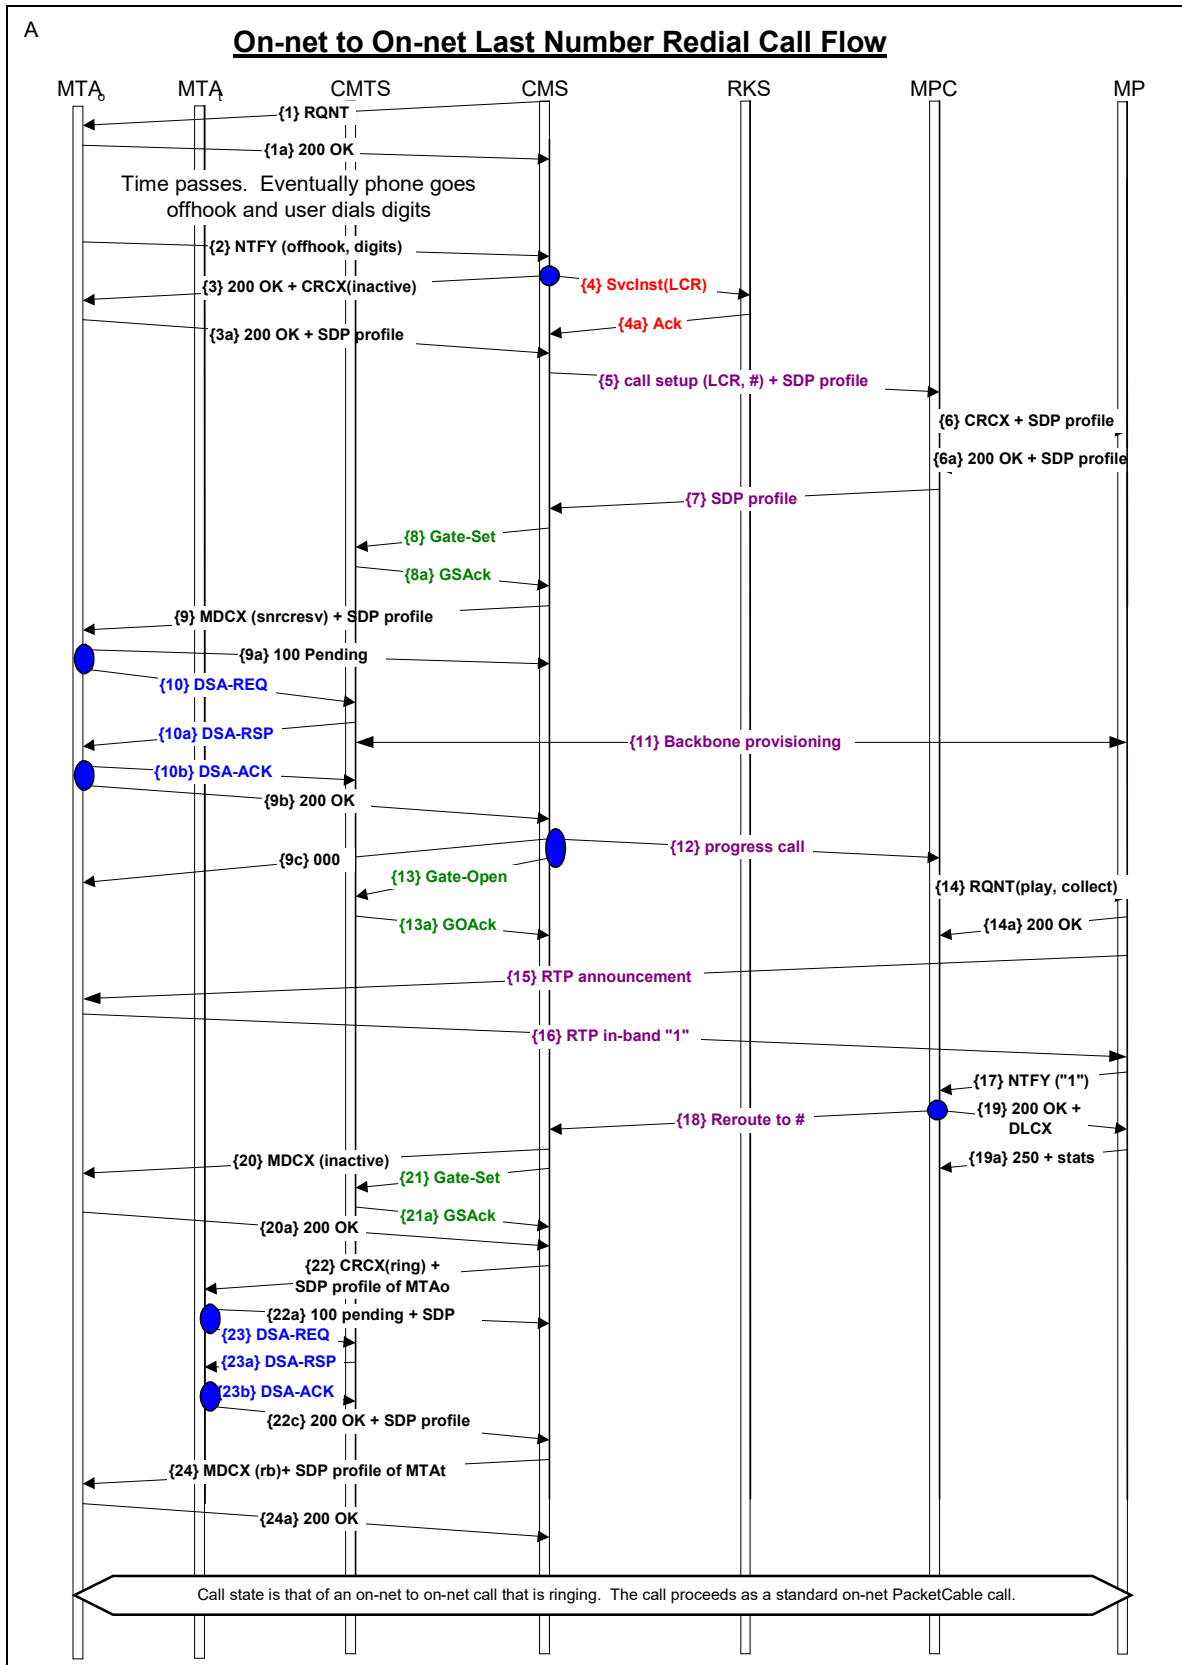 A
On-net to On-net Last Number Redial Call Flow
MTAo
MTAt
CMTS
CMS
RKS
MPC
MP
{1} RQNT
{1a} 200 OK
Time passes. Eventually phone goes
offhook and user dials digits
{2} NTFY (offhook, digits)
{3} 200 OK + CRCX(inactive)
{4} SvcInst(LCR)
{4a} Ack
{3a} 200 OK + SDP profile
{5} call setup (LCR, #) + SDP profile
{6} CRCX + SDP profile
{6a} 200 OK + SDP profile
{7} SDP profile
{8} Gate-Set
{8a} GSAck
{9} MDCX (snrcresv) + SDP profile
{9a} 100 Pending
{10} DSA-REQ
{10a} DSA-RSP
{11} Backbone provisioning
{10b} DSA-ACK
{9b} 200 OK
{12} progress call
{9c} 000
{13} Gate-Open
{14} RQNT(play, collect)
{13a} GOAck
{14a} 200 OK
{15} RTP announcement
{16} RTP in-band "1"
{17} NTFY ("1")
{18} Reroute to #
{19} 200 OK +
DLCX
{20} MDCX (inactive)
{19a} 250 + stats
{21} Gate-Set
{21a} GSAck
{20a} 200 OK
{22} CRCX(ring) +
SDP profile of MTAo
{22a} 100 pending + SDP
{23} DSA-REQ
{23a} DSA-RSP
{23b} DSA-ACK
{22c} 200 OK + SDP profile
{24} MDCX (rb)+ SDP profile of MTAt
{24a} 200 OK
Call state is that of an on-net to on-net call that is ringing. The call proceeds as a standard on-net PacketCable call.